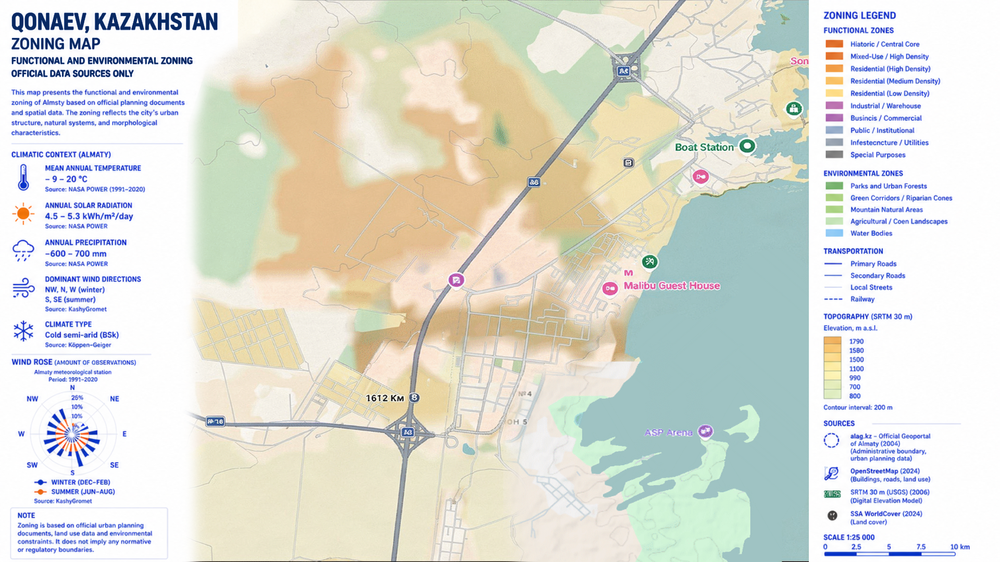 QONAEV, KAZAKHSTAN
ZONING MAP
FUNCTIONAL AND ENVIRONMENTAL ZONING
OFFICIAL DATA SOURCES ONLY
This map presents the functional and environmental
zoning of Almsty based on official planning documents
and spatial data. The zoning reflects the city's urban
structure, natural systems, and morphological
characteristics.
CLIMATIC CONTEXT (ALMATY)
MEAN ANNUAL TEMPERATURE
– 9 – 20 °C
Source: NASA POWER (1991–2020)
ANNUAL SOLAR RADIATION
4.5 – 5.3 kWh/m²/day
Source: NASA POWER
ANNUAL PRECIPITATION
–600 – 700 mm
Source: NASA POWER
DOMINANT WIND DIRECTIONS
NW, N, W (winter)
S, SE (summer)
Source: KashyGromet
CLIMATE TYPE
Cold semi-arid (BSk)
Source: Köppen–Geiger
WIND ROSE (AMOUNT OF OBSERVATIONS)
Almaty meteorological station
Period: 1991–2020
N
NW
25%
NE
10%
10%
W
E
SW
SE
S
WINTER (DEC–FEB)
SUMMER (JUN–AUG)
Source: KashyGromet
NOTE
Zoning is based on official urban planning
documents, land use data and environmental
constraints. It does not imply any normative
or regulatory boundaries.
Son
Boat Station
B
M
Malibu Guest House
1612 Км
8
№4
ОН 5
ASP Arena
ZONING LEGEND
FUNCTIONAL ZONES
Hiatoric / Central Core
Mixed-Use / High Density
Residential (High Density)
Residential (Medium Density)
Residential (Low Density)
Industrial / Warehouse
Busincis / Commercial
Public / Institutional
Infestecncture / Utilities
Special Purposes
ENVIRONMENTAL ZONES
Parks and Urban Forests
Green Corridors / Riparian Cones
Mountain Natural Areas
Agricultural / Coen Landscapes
Water Bodies
TRANSPORTATION
Primary Roads
Secondary Roads
Local Streets
Railway
TOPOGRAPHY (SRTM 30 m)
Elevation, m a.s.l.
1790
1580
1500
1100
990
700
800
Contour interval: 200 m
SOURCES
alag.kz – Official Geoportal
of Almaty (2004)
(Administrative boundary,
urban planning data)
OpenStreetMap (2024)
(Buildings, roads, land use)
SRTM 30 m (USGS) (2006)
(Digital Elevation Model)
SSA WorldCover (2024)
(Land cover)
SCALE 1:25 000
0 2.5 5 7.5 10 km